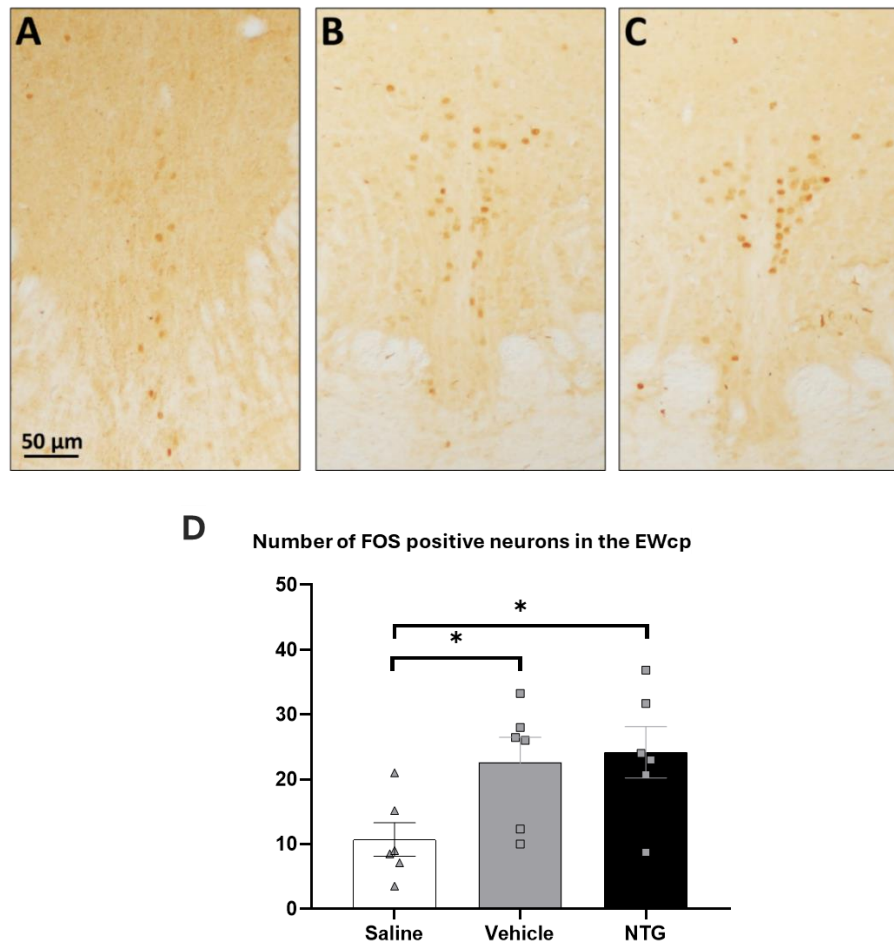 A
B
C
50 µm
D
Number of FOS positive neurons in the EWcp
50
40
30
20
10
0
*
*
Saline
Vehicle
NTG